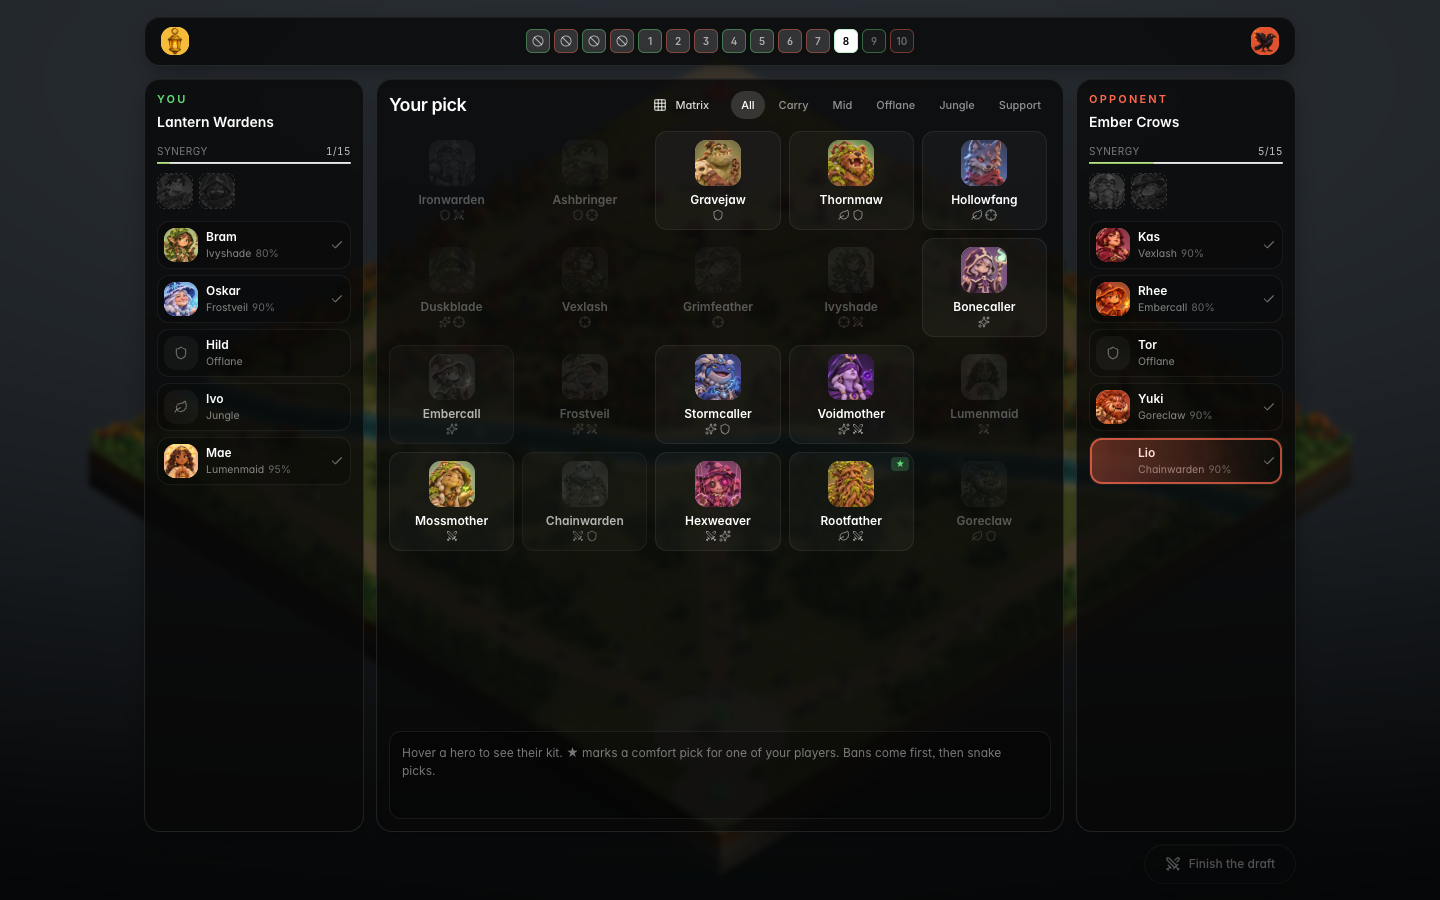 1 2 3 4 5 6 7 8 9 10
YOU
Lantern Wardens
SYNERGY 1/15
Bram
Ivyshade 80%
Oskar
Frostveil 90%
Hild
Offlane
Ivo
Jungle
Mae
Lumenmaid 95%
Your pick
Matrix All Carry Mid Offlane Jungle Support
Ironwarden Ashbringer Gravejaw Thornmaw Hollowfang
Duskblade Vexlash Grimfeather Ivyshade Bonecaller
Embercall Frostveil Stormcaller Voidmother Lumenmaid
★
Mossmother Chainwarden Hexweaver Rootfather Goreclaw
Hover a hero to see their kit. ★ marks a comfort pick for one of your players. Bans come first, then snake
picks.
OPPONENT
Ember Crows
SYNERGY 5/15
Kas
Vexlash 90%
Rhee
Embercall 80%
Tor
Offlane
Yuki
Goreclaw 90%
Lio
Chainwarden 90%
Finish the draft